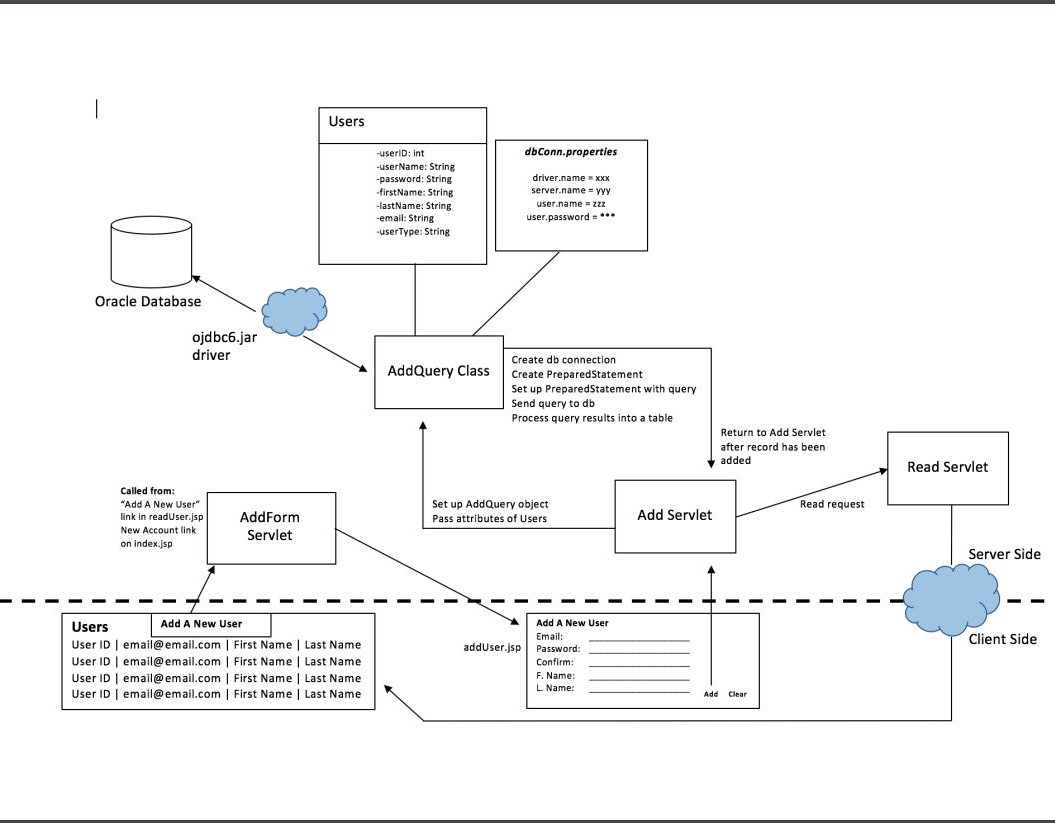 Users
-userID: int
-userName: String
-password: String
-firstName: String
-lastName: String
-email: String
-userType: String
dbConn.properties
driver.name = xxx
server.name = yyy
user.name = zzz
user.password = ***
Oracle Database
ojdbc6.jar
driver
AddQuery Class
Create db connection
Create PreparedStatement
Set up PreparedStatement with query
Send query to db
Process query results into a table
Return to Add Servlet
after record has been
added
Read Servlet
Called from:
“Add A New User”
link in readUser.jsp
New Account link
on index.jsp
AddForm
Servlet
Set up AddQuery object
Pass attributes of Users
Add Servlet
Read request
Server Side
Client Side
Users
Add A New User
User ID | email@email.com | First Name | Last Name
User ID | email@email.com | First Name | Last Name
User ID | email@email.com | First Name | Last Name
User ID | email@email.com | First Name | Last Name
addUser.jsp
Add A New User
Email:
Password:
Confirm:
F. Name:
L. Name:
Add Clear